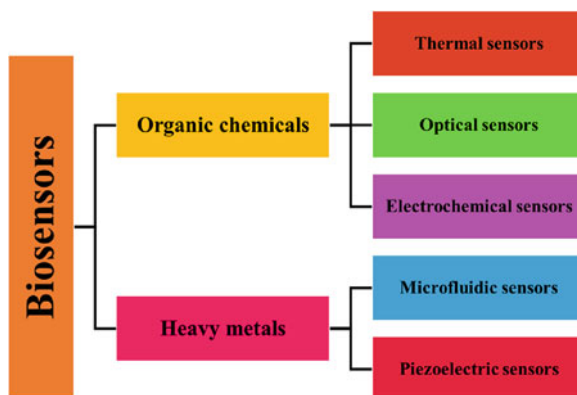 Biosensors
Organic chemicals
Thermal sensors
Optical sensors
Electrochemical sensors
Heavy metals
Microfluidic sensors
Piezoelectric sensors